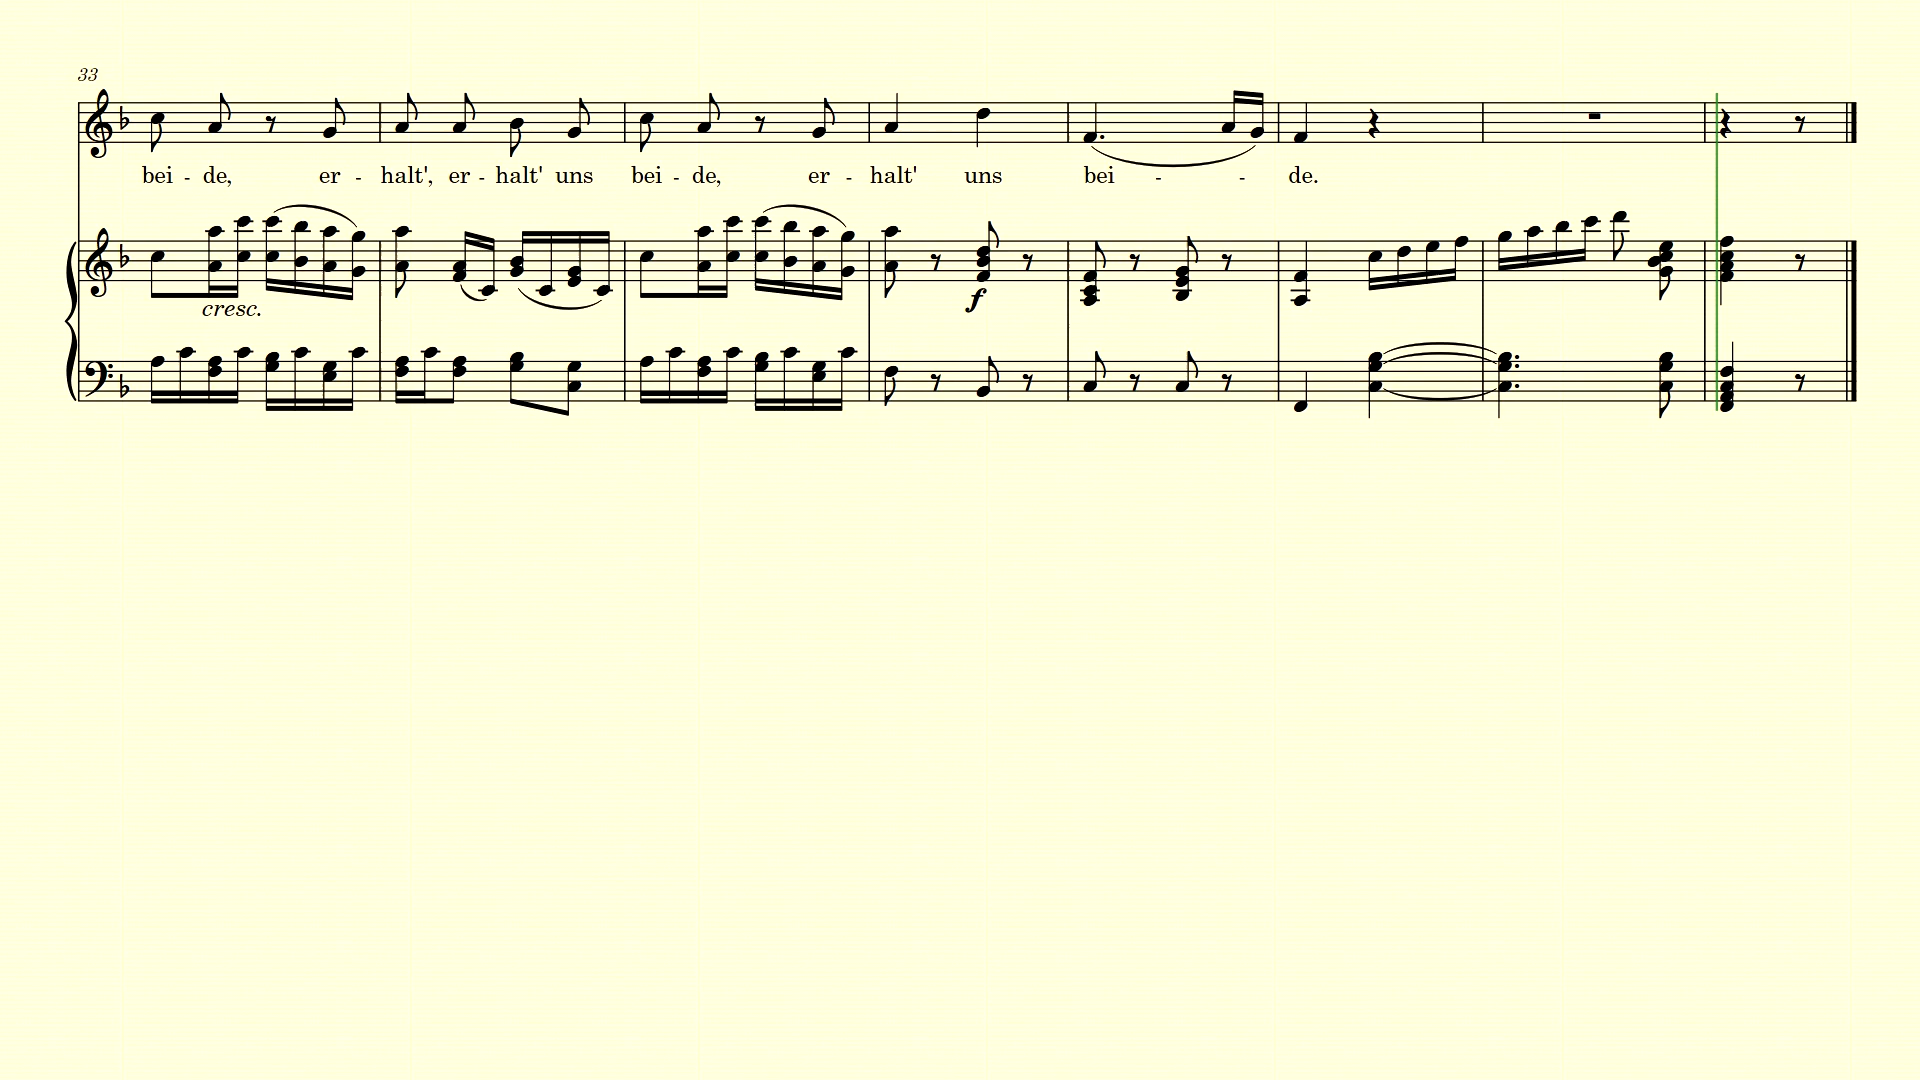 33
bei - de, er - halt', er - halt' uns bei - de, er - halt' uns bei - - de.
cresc.
f